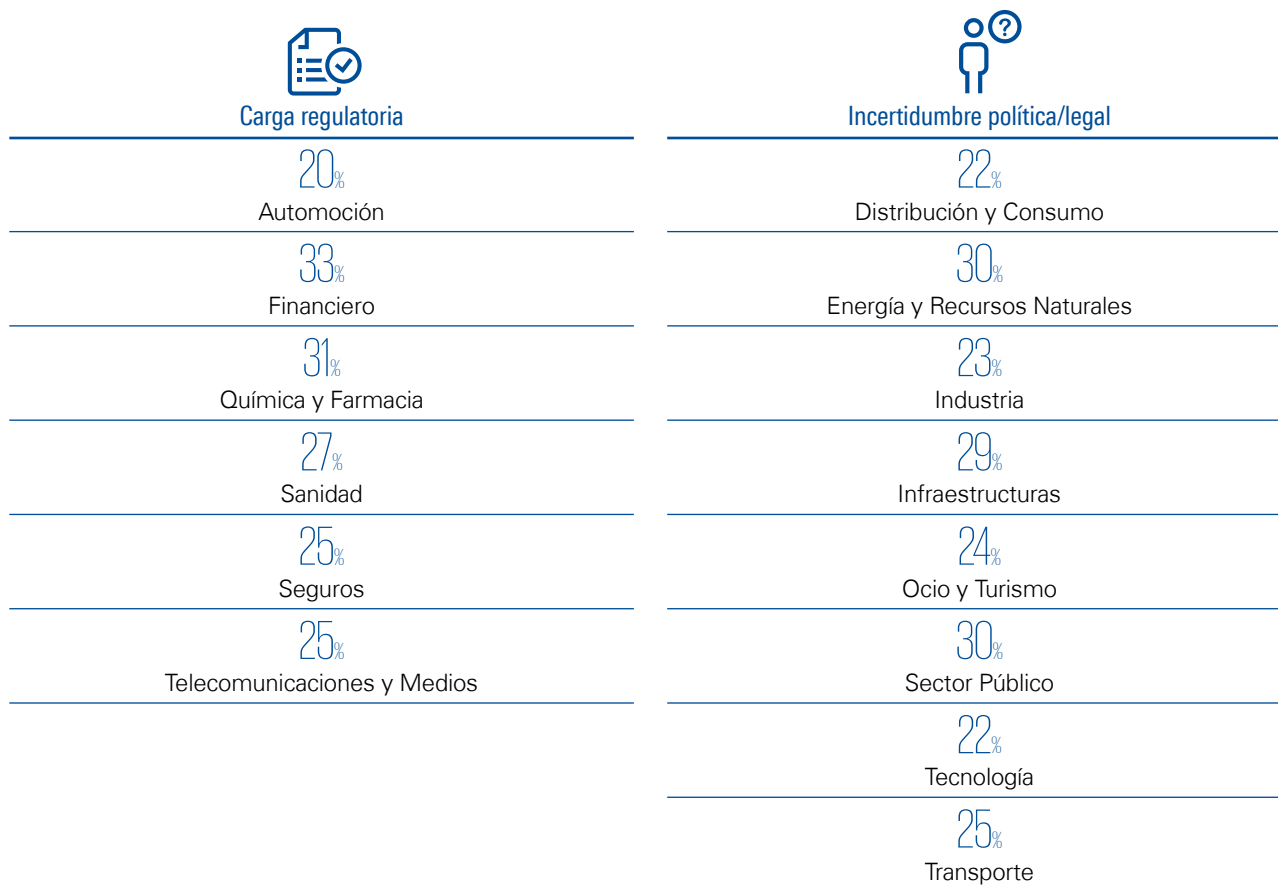 ?
Carga regulatoria
20%
Automoción
33%
Financiero
31%
Química y Farmacia
27%
Sanidad
25%
Seguros
25%
Telecomunicaciones y Medios
Incertidumbre política/legal
22%
Distribución y Consumo
30%
Energía y Recursos Naturales
23%
Industria
29%
Infraestructuras
24%
Ocio y Turismo
30%
Sector Público
22%
Tecnología
25%
Transporte